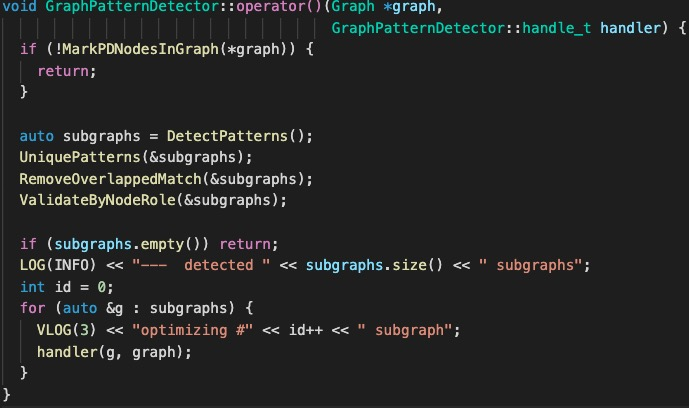 void GraphPatternDetector::operator()(Graph *graph,
                                      GraphPatternDetector::handle_t handler) {
  if (!MarkPDNodesInGraph(*graph)) {
    return;
  }

  auto subgraphs = DetectPatterns();
  UniquePatterns(&subgraphs);
  RemoveOverlappedMatch(&subgraphs);
  ValidateByNodeRole(&subgraphs);

  if (subgraphs.empty()) return;
  LOG(INFO) << "---  detected " << subgraphs.size() << " subgraphs";
  int id = 0;
  for (auto &g : subgraphs) {
    VLOG(3) << "optimizing #" << id++ << " subgraph";
    handler(g, graph);
  }
}